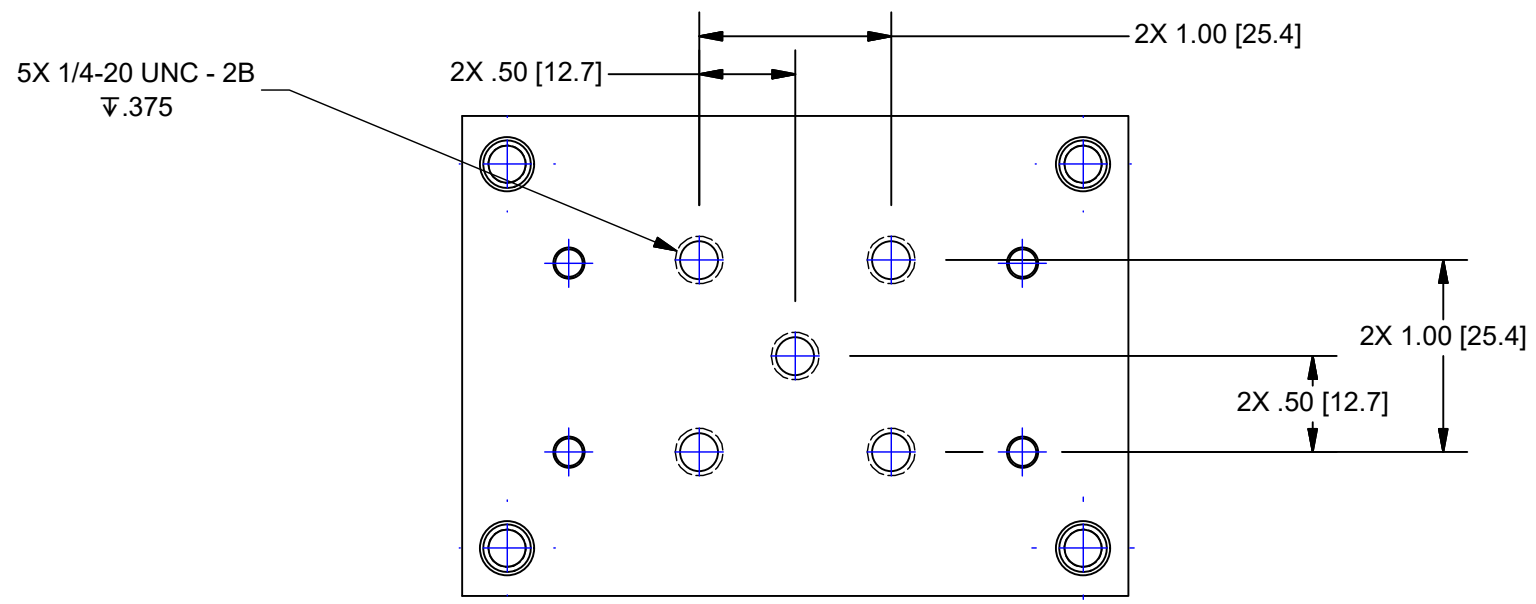 2X 1.00 [25.4]
5X 1/4-20 UNC - 2B
2X .50 [12.7]
↧.375
2X 1.00 [25.4]
2X .50 [12.7]